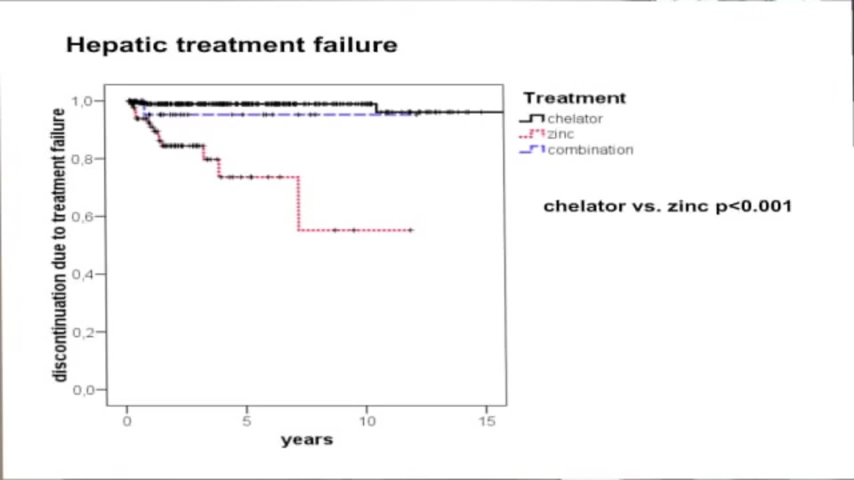 Hepatic treatment failure
discontinuation due to treatment failure
1,0
0,8
0,6
0,4
0,2
0,0
0
5
10
15
years
Treatment
chelator
zinc
combination
chelator vs. zinc p<0.001